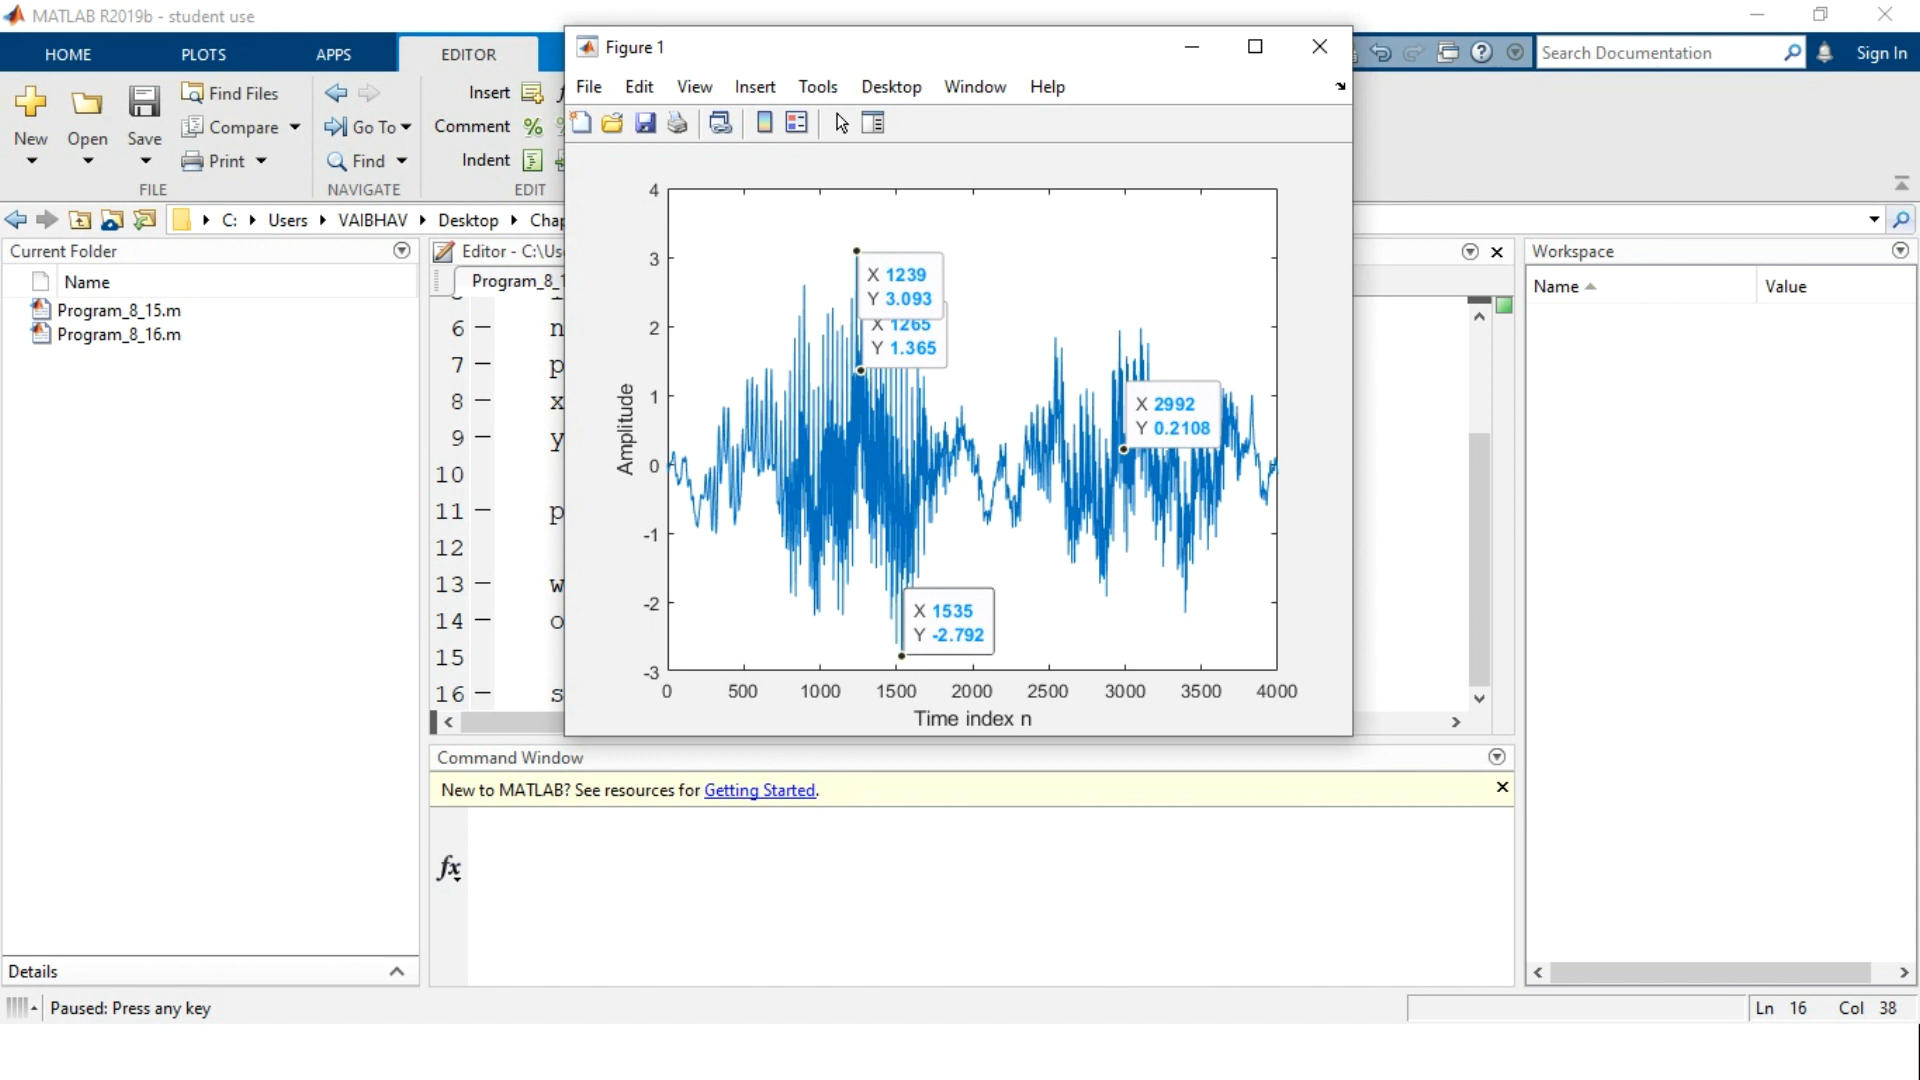 MATLAB R2019b - student use
HOME PLOTS APPS EDITOR
Search Documentation
Sign In
New
Open
Save
Find Files
Compare
Print
FILE
Go To
Find
NAVIGATE
Insert
Comment
Indent
EDIT
C: Users VAIBHAV Desktop
Current Folder
Name
Program_8_15.m
Program_8_16.m
Details
Paused: Press any key
Editor - C:\Us
Program_8_1
6
7
8
9
10
11
12
13
14
15
16
Figure 1
File Edit View Insert Tools Desktop Window Help
4
3
2
1
0
-1
-2
-3
Amplitude
X 1239
Y 3.093
X 1265
Y 1.365
X 2992
Y 0.2108
X 1535
Y -2.792
0 500 1000 1500 2000 2500 3000 3500 4000
Time index n
Command Window
New to MATLAB? See resources for Getting Started.
fx
Workspace
Name Value
Ln 16 Col 38